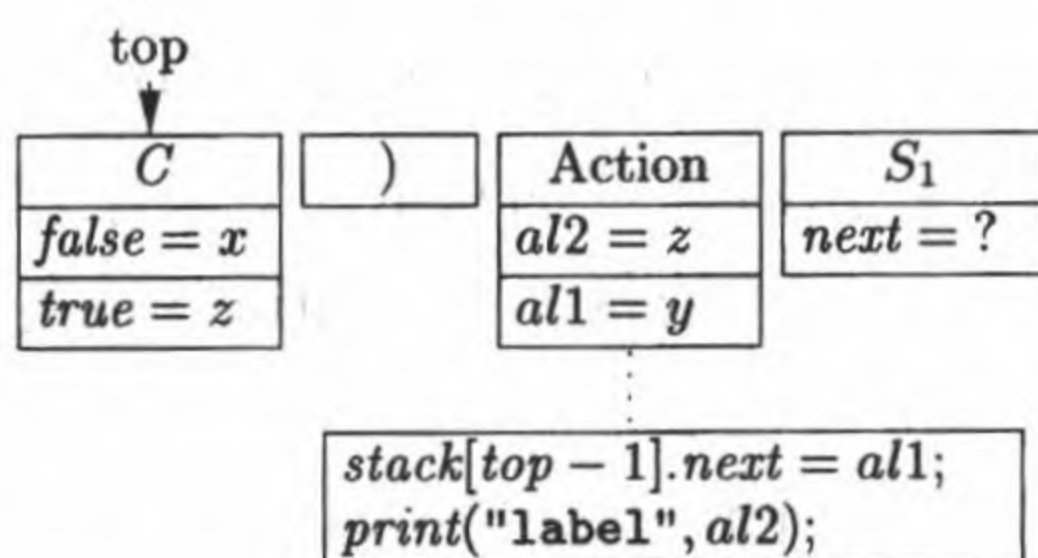 top
C ) Action S₁
false = x al2 = z next = ?
true = z al1 = y
stack[top − 1].next = al1;
print("label", al2);